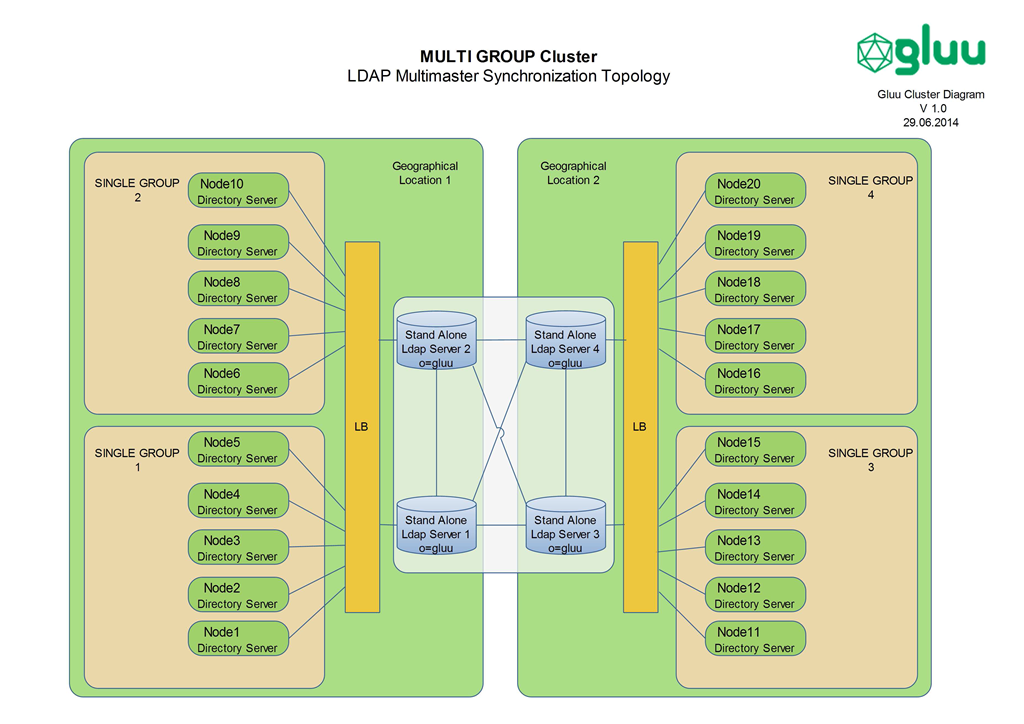 MULTI GROUP Cluster
LDAP Multimaster Synchronization Topology
gluu
Gluu Cluster Diagram
V 1.0
29.06.2014
Geographical
Location 1
SINGLE GROUP
2
Node10
Directory Server
Node9
Directory Server
Node8
Directory Server
Node7
Directory Server
Node6
Directory Server
SINGLE GROUP
1
Node5
Directory Server
Node4
Directory Server
Node3
Directory Server
Node2
Directory Server
Node1
Directory Server
LB
Stand Alone
Ldap Server 2
o=gluu
Stand Alone
Ldap Server 1
o=gluu
Geographical
Location 2
Stand Alone
Ldap Server 4
o=gluu
Stand Alone
Ldap Server 3
o=gluu
LB
Node20
Directory Server
SINGLE GROUP
4
Node19
Directory Server
Node18
Directory Server
Node17
Directory Server
Node16
Directory Server
Node15
Directory Server
SINGLE GROUP
3
Node14
Directory Server
Node13
Directory Server
Node12
Directory Server
Node11
Directory Server